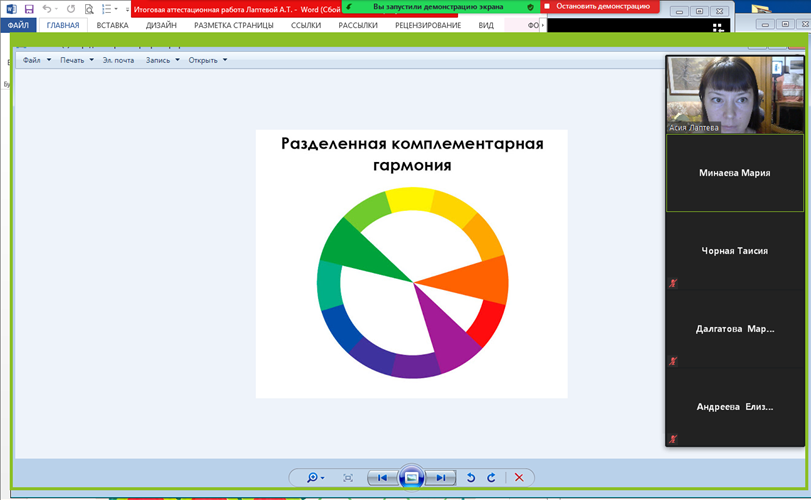 Итоговая аттестационная работа Лаптевой А.Т. - Word (Сбой
Вы запустили демонстрацию экрана
Остановить демонстрацию
ФАЙЛ ГЛАВНАЯ ВСТАВКА ДИЗАЙН РАЗМЕТКА СТРАНИЦЫ ССЫЛКИ РАССЫЛКИ РЕЦЕНЗИРОВАНИЕ ВИД ФО
Файл Печать Эл. почта Запись Открыть
Бу
Разделенная комплементарная
гармония
Асия Лаптева
Минаева Мария
Чорная Таисия
Далгатова Мар...
Андреева Елиз...